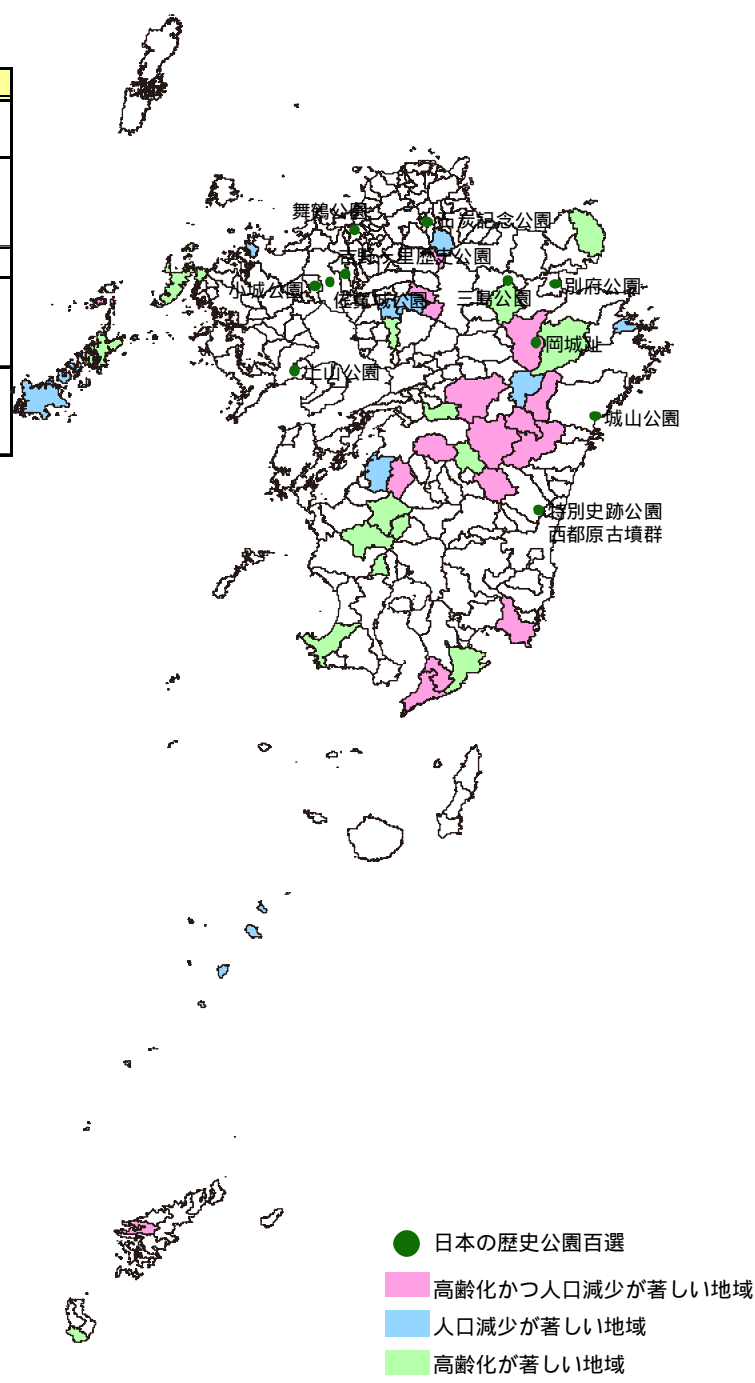 舞鶴公園
石炭記念公園
吉野ヶ里歴史公園
小城公園
佐賀城公園
三島公園
別府公園
岡城趾
上山公園
城山公園
特別史跡公園
西都原古墳群
日本の歴史公園百選
高齢化かつ人口減少が著しい地域
人口減少が著しい地域
高齢化が著しい地域